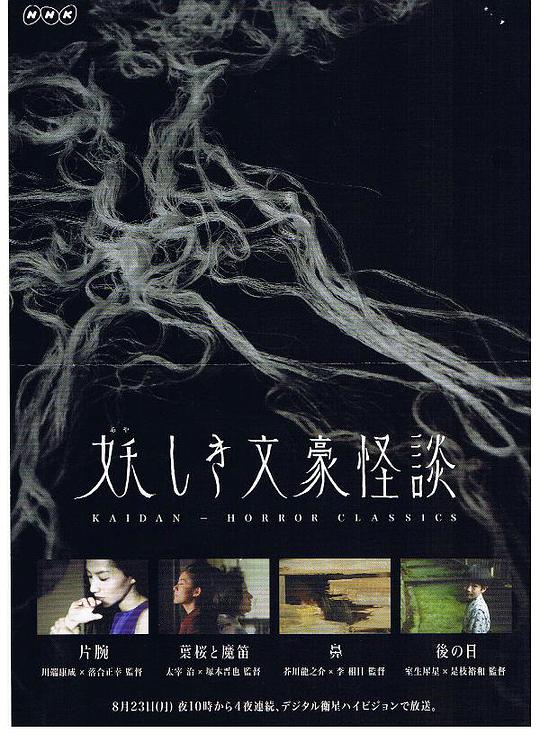 NHK
あや
妖しき文豪怪談
KAIDAN – HORROR CLASSICS
片腕 葉桜と魔笛 鼻 後の日
川端康成×落合正幸 監督 太宰 治×塚本晋也 監督 芥川龍之介×李 相日 監督 室生犀星×是枝裕和 監督
8月23日(月) 夜10時から4夜連続、デジタル衛星ハイビジョンで放送。